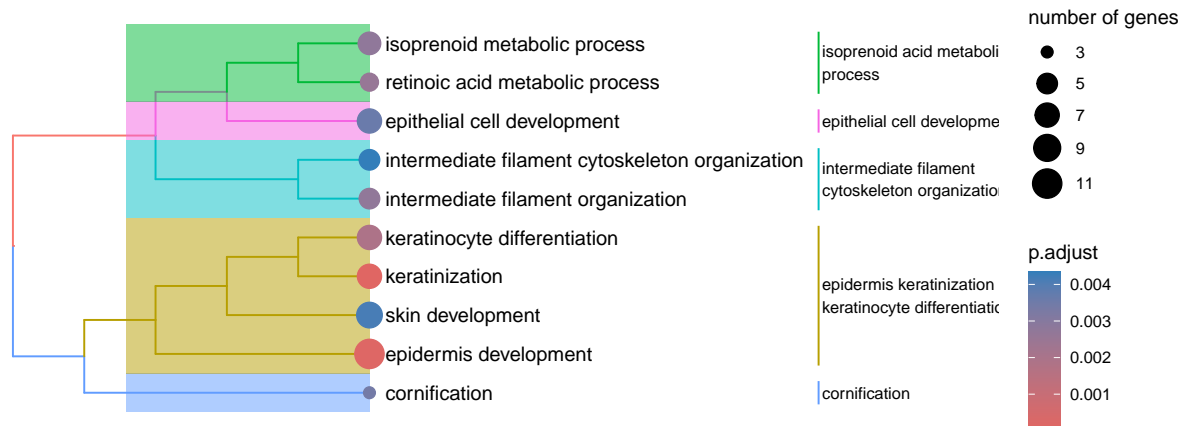 isoprenoid metabolic process
retinoic acid metabolic process
epithelial cell development
intermediate filament cytoskeleton organization
intermediate filament organization
keratinocyte differentiation
keratinization
skin development
epidermis development
cornification
isoprenoid acid metaboli
process
epithelial cell developme
intermediate filament
cytoskeleton organizatio
epidermis keratinization
keratinocyte differentiatio
cornification
number of genes
3
5
7
9
11
p.adjust
0.004
0.003
0.002
0.001